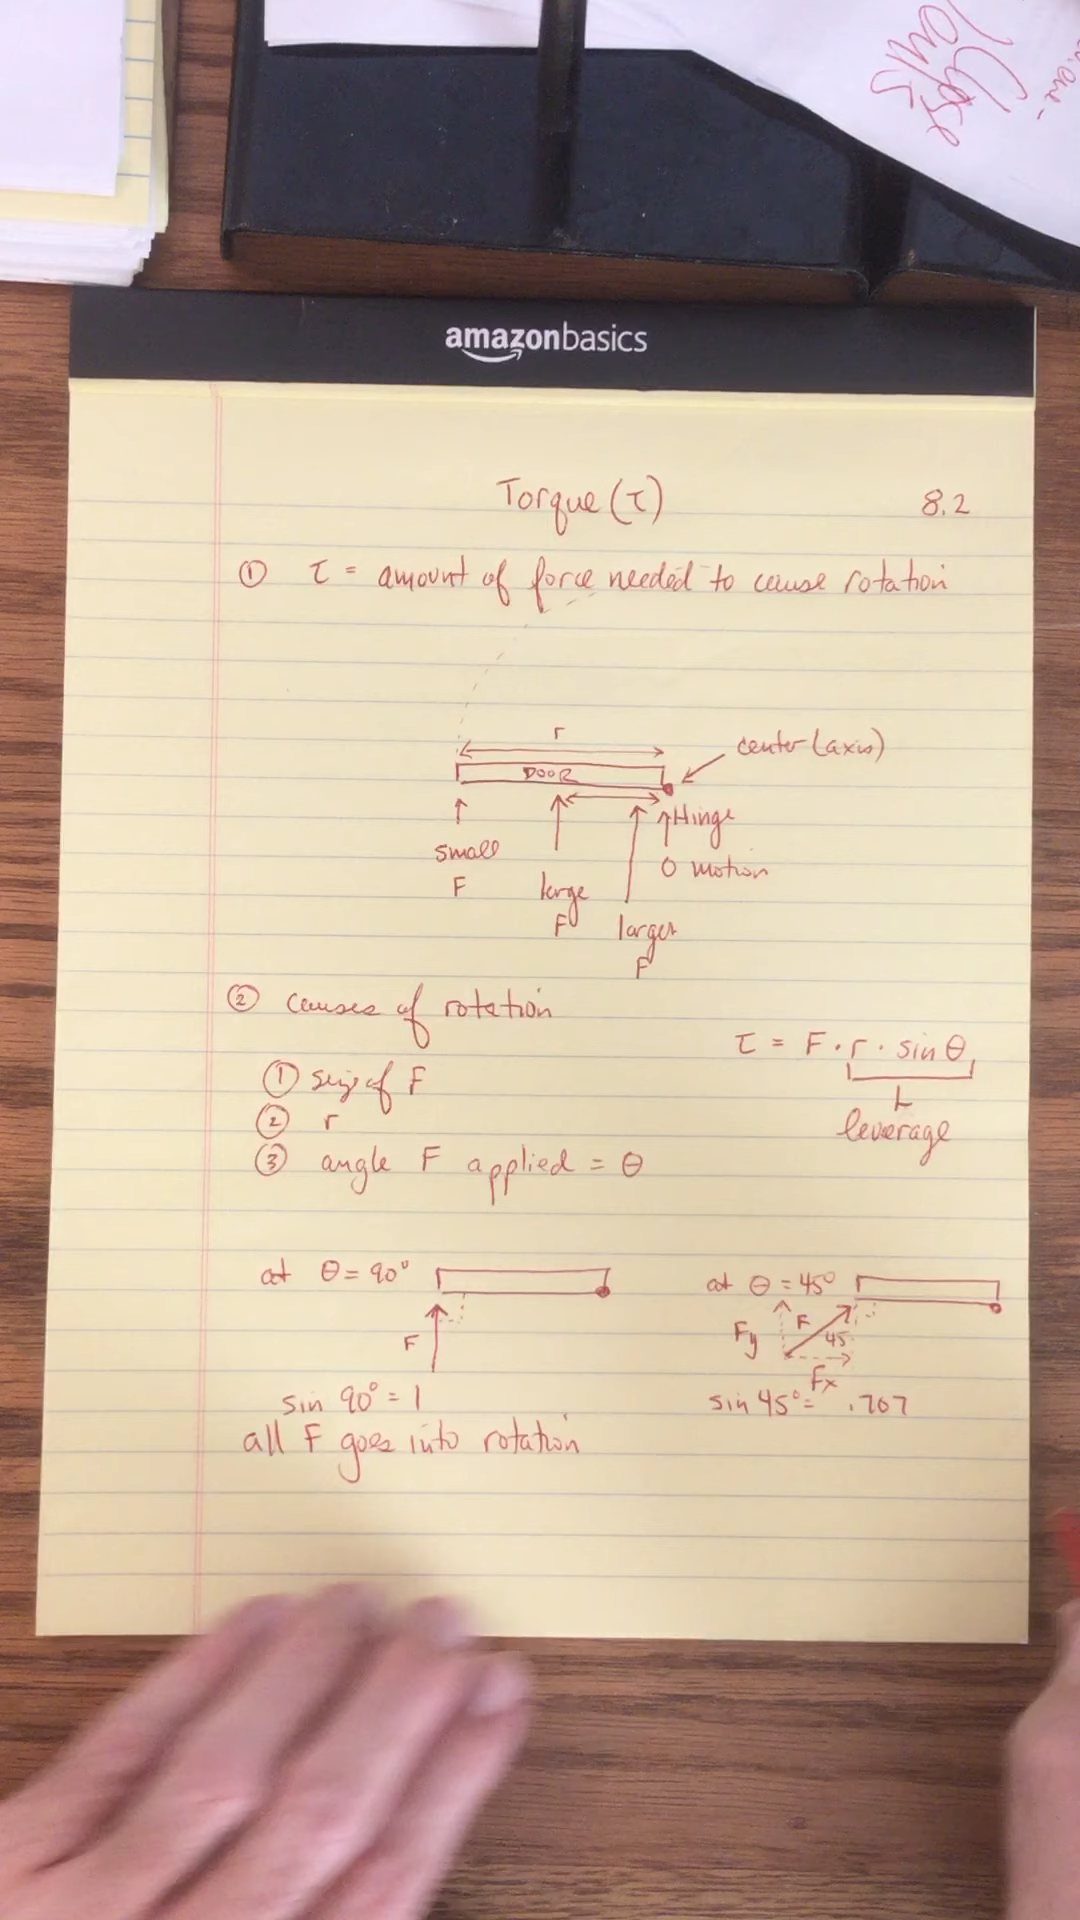 Close
amazonbasics
Torque (τ)
8.2
① τ = amount of force needed to cause rotation
r
center (axis)
DOOR
Hinge
small
F
0 motion
large
F
larger
F
② causes of rotation
τ = F · r · sin θ
① size of F
② r
leverage
③ angle F applied = θ
at θ = 90°
at θ = 45°
F
Fy
F
45
Fx
sin 90° = 1
sin 45° = .707
all F goes into rotation